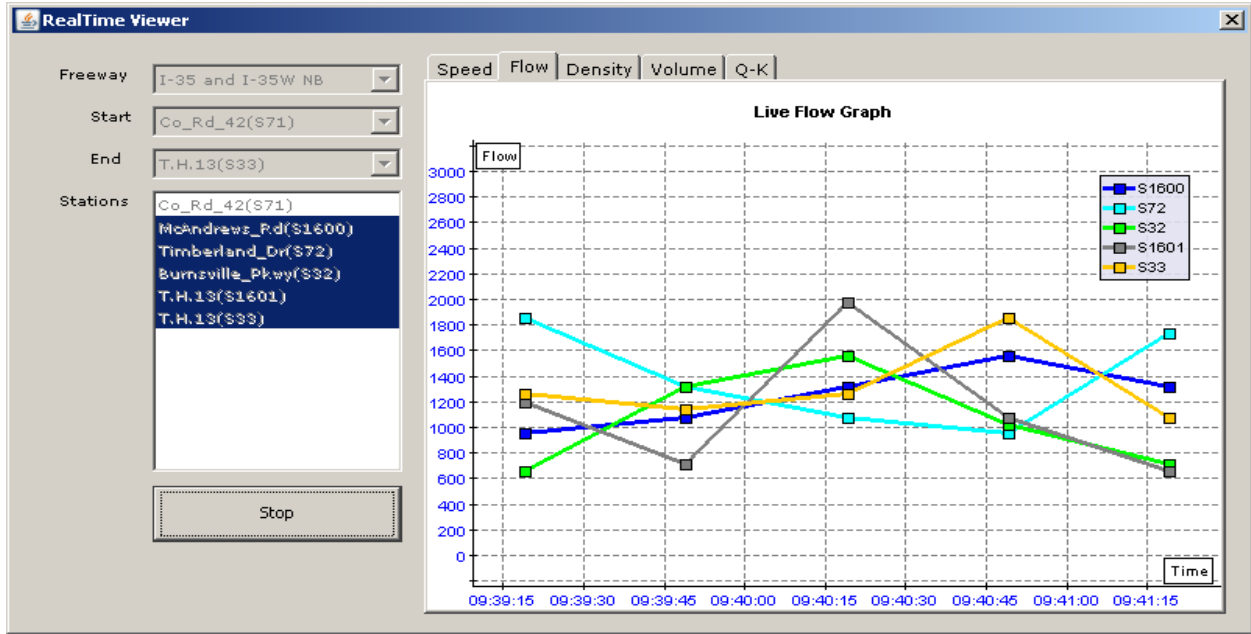 RealTime Viewer
Freeway
I-35 and I-35W NB
Start
Co_Rd_42(S71)
End
T.H.13(S33)
Stations
Co_Rd_42(S71)
McAndrews_Rd(S1600)
Timberland_Dr(S72)
Burnsville_Pkwy(S32)
T.H.13(S1601)
T.H.13(S33)
Stop
Speed Flow Density Volume Q-K
Live Flow Graph
Flow
3000
2800
2600
2400
2200
2000
1800
1600
1400
1200
1000
800
600
400
200
0
S1600
S72
S32
S1601
S33
Time
09:39:15 09:39:30 09:39:45 09:40:00 09:40:15 09:40:30 09:40:45 09:41:00 09:41:15